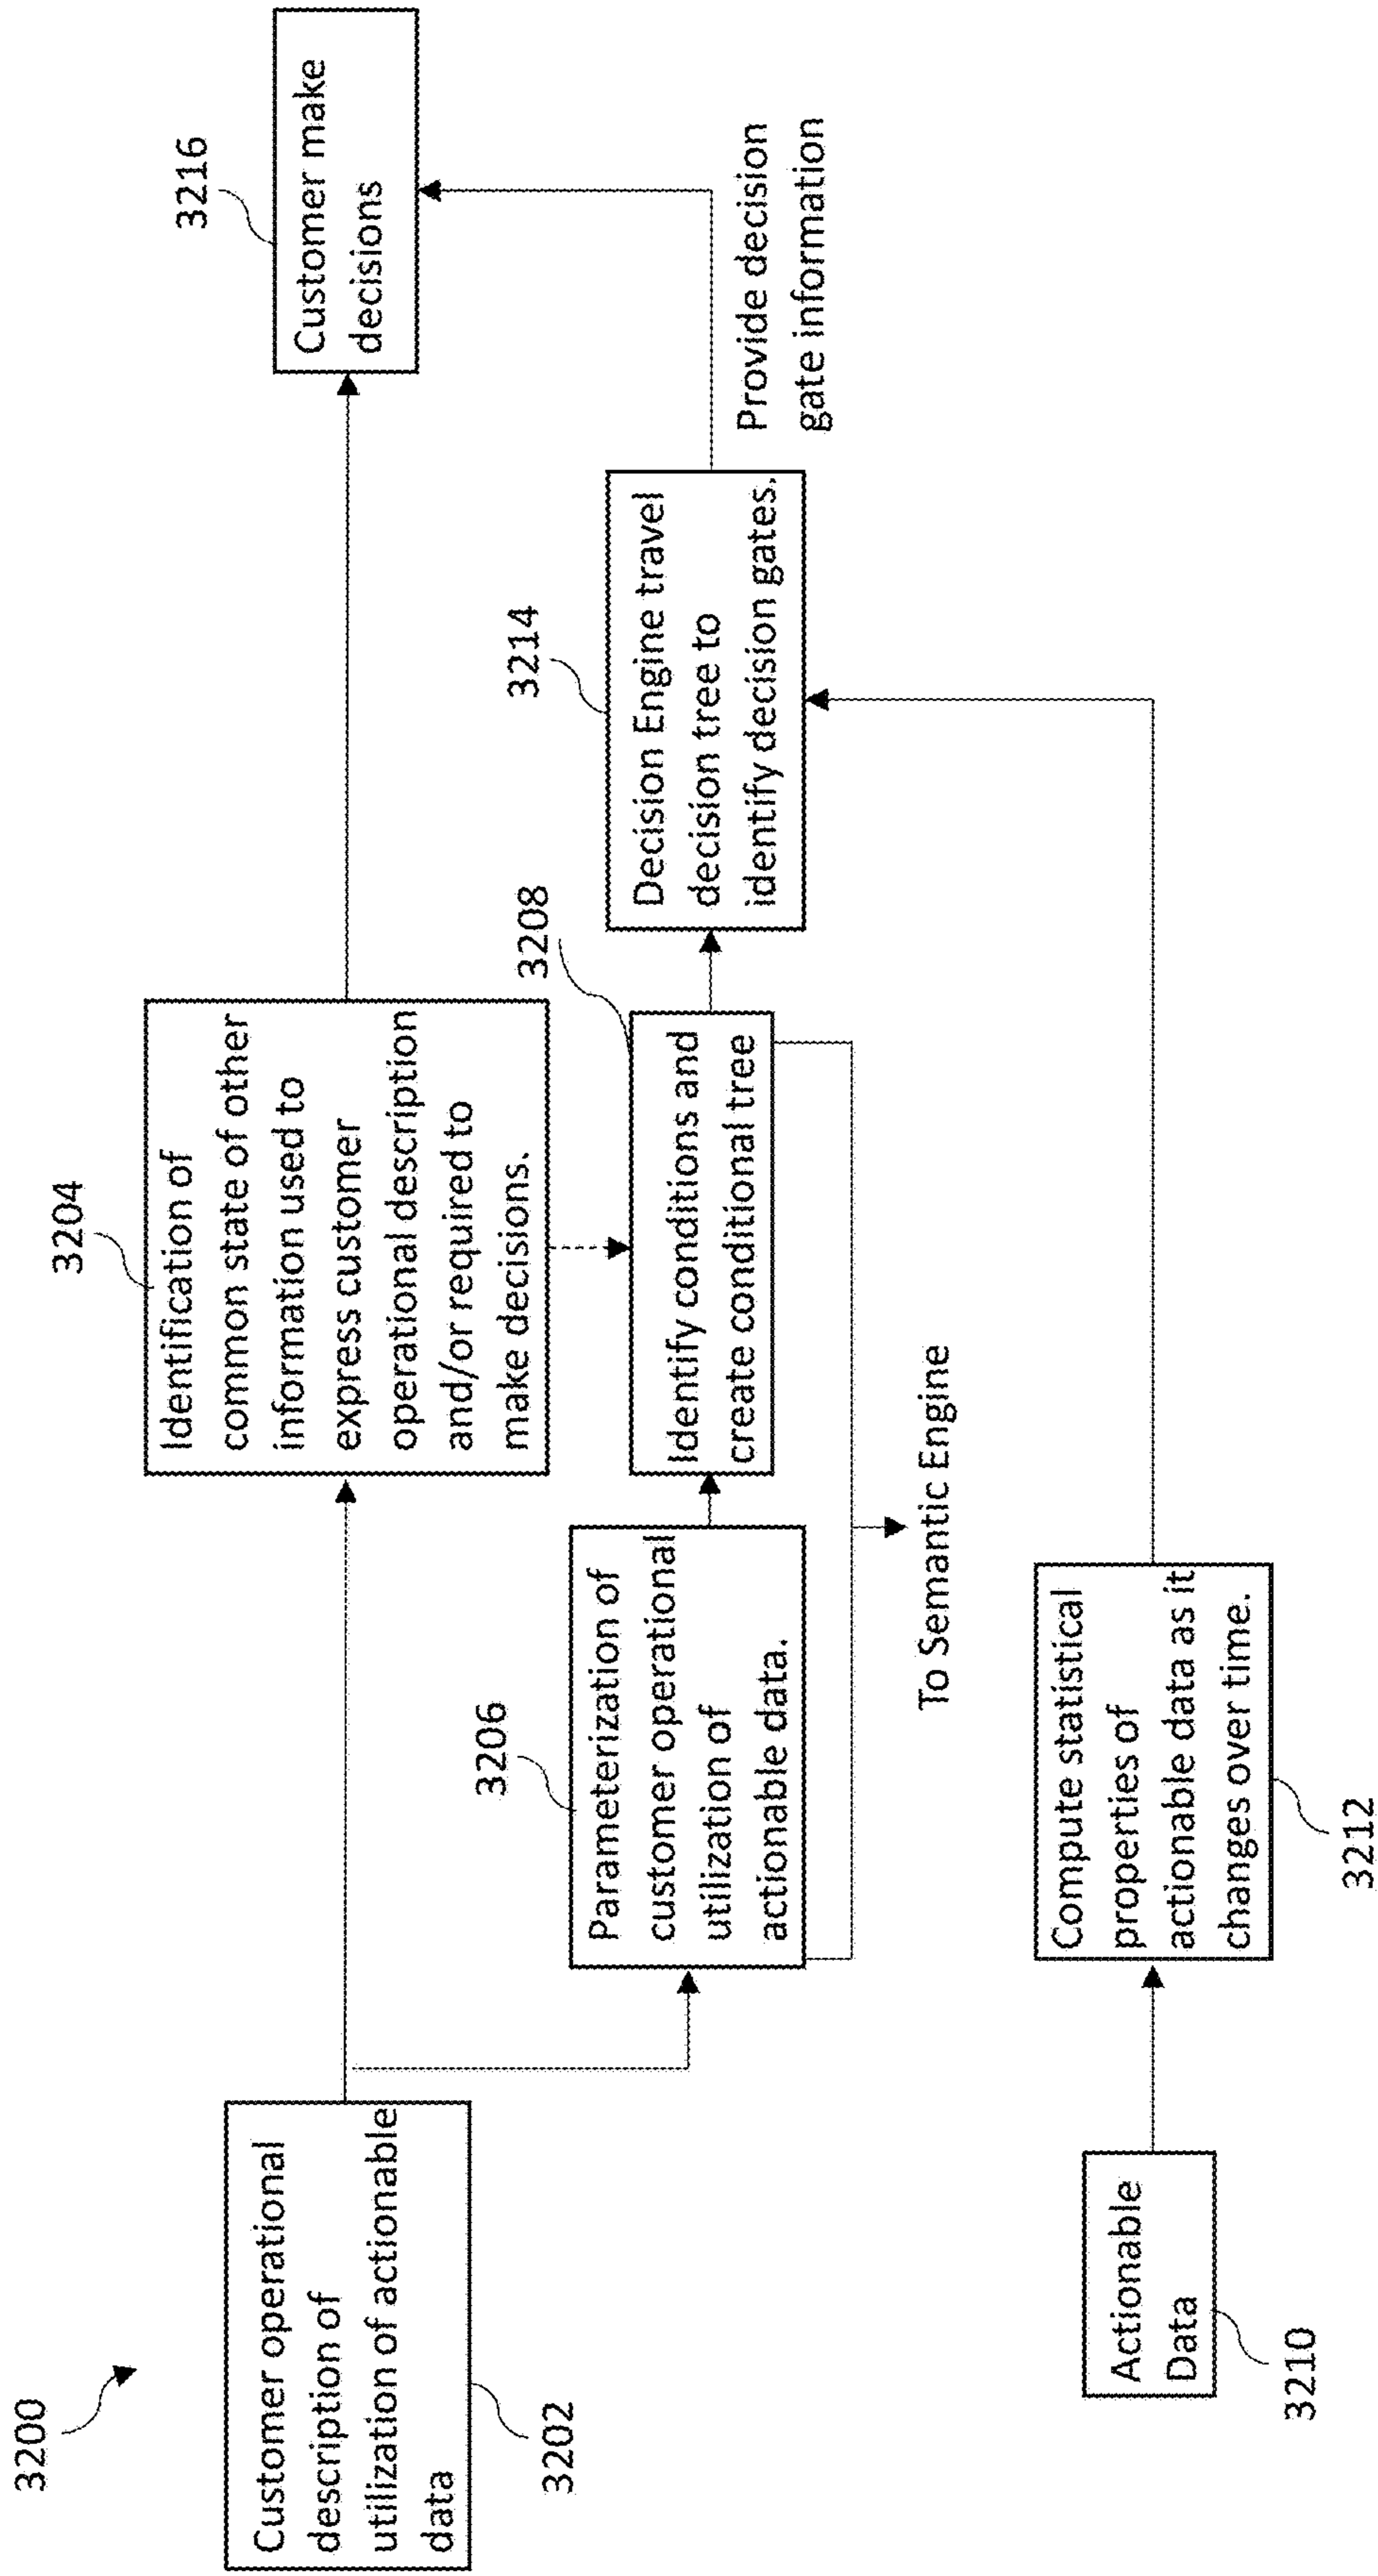 3200
3202
Customer operational
description of
utilization of actionable
data
3204
Identification of
common state of other
information used to
express customer
operational description
and/or required to
make decisions.
3216
Customer make
decisions
3206
Parameterization of
customer operational
utilization of
actionable data.
3208
Identify conditions and
create conditional tree
3214
Decision Engine travel
decision tree to
identify decision gates.
Provide decision
gate information
To Semantic Engine
3210
Actionable
Data
3212
Compute statistical
properties of
actionable data as it
changes over time.